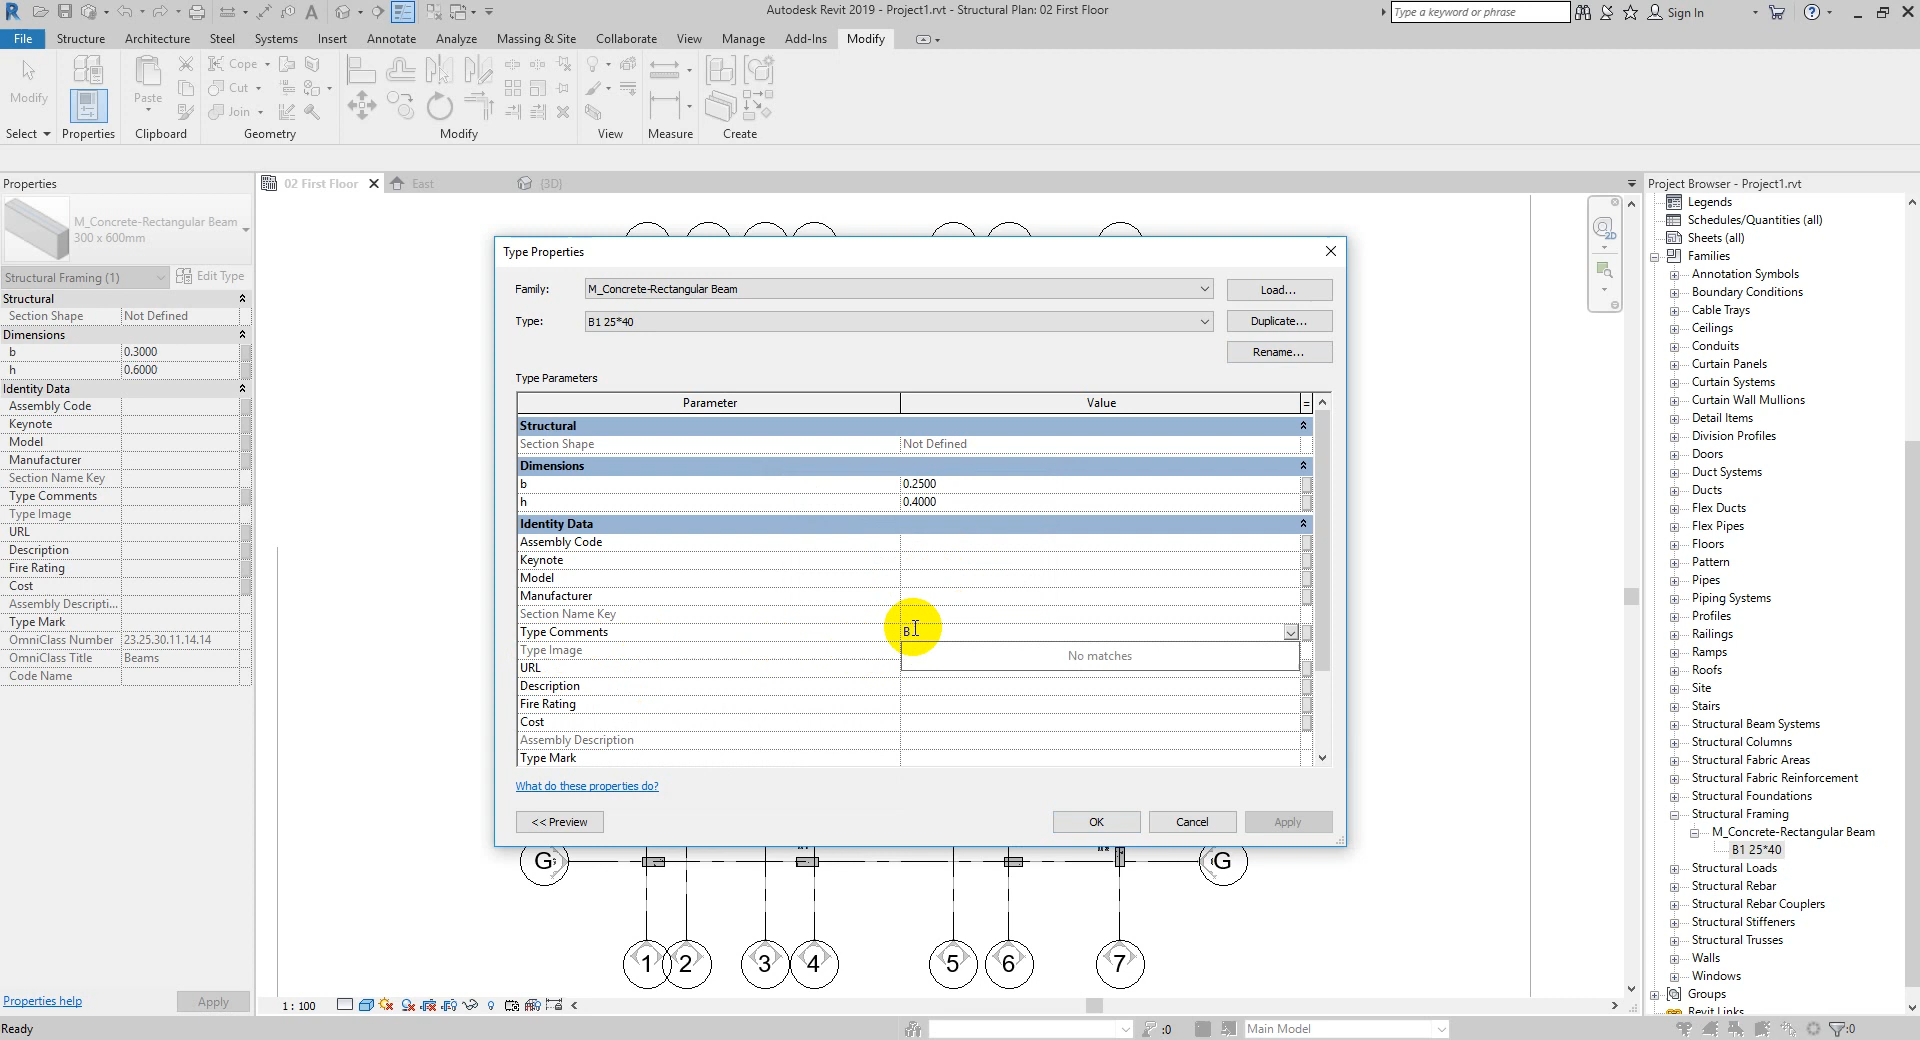 Autodesk Revit 2019 - Project1.rvt - Structural Plan: 02 First Floor
Type a keyword or phrase
Sign In
File Structure Architecture Steel Systems Insert Annotate Analyze Massing & Site Collaborate View Manage Add-Ins Modify
Modify
Paste
Cope
Cut
Join
Select Properties Clipboard Geometry Modify View Measure Create
Properties
02 First Floor
East
{3D}
Project Browser - Project1.rvt
M_Concrete-Rectangular Beam
300 x 600mm
Structural Framing (1)
Edit Type
Structural
Section Shape Not Defined
Dimensions
b 0.3000
h 0.6000
Identity Data
Assembly Code
Keynote
Model
Manufacturer
Section Name Key
Type Comments
Type Image
URL
Description
Fire Rating
Cost
Assembly Descripti...
Type Mark
OmniClass Number 23.25.30.11.14.14
OmniClass Title Beams
Code Name
Properties help
Apply
Type Properties
Family: M_Concrete-Rectangular Beam Load...
Type: B1 25*40 Duplicate...
Rename...
Type Parameters
Parameter Value =
Structural
Section Shape Not Defined
Dimensions
b 0.2500
h 0.4000
Identity Data
Assembly Code
Keynote
Model
Manufacturer
Section Name Key
Type Comments B
Type Image No matches
URL
Description
Fire Rating
Cost
Assembly Description
Type Mark
What do these properties do?
<< Preview OK Cancel Apply
G G
1 2 3 4 5 6 7
2D
Legends
Schedules/Quantities (all)
Sheets (all)
Families
Annotation Symbols
Boundary Conditions
Cable Trays
Ceilings
Conduits
Curtain Panels
Curtain Systems
Curtain Wall Mullions
Detail Items
Division Profiles
Doors
Duct Systems
Ducts
Flex Ducts
Flex Pipes
Floors
Pattern
Pipes
Piping Systems
Profiles
Railings
Ramps
Roofs
Site
Stairs
Structural Beam Systems
Structural Columns
Structural Fabric Areas
Structural Fabric Reinforcement
Structural Foundations
Structural Framing
M_Concrete-Rectangular Beam
B1 25*40
Structural Loads
Structural Rebar
Structural Rebar Couplers
Structural Stiffeners
Structural Trusses
Walls
Windows
Groups
Revit Links
1 : 100
Ready
:0
Main Model
:0